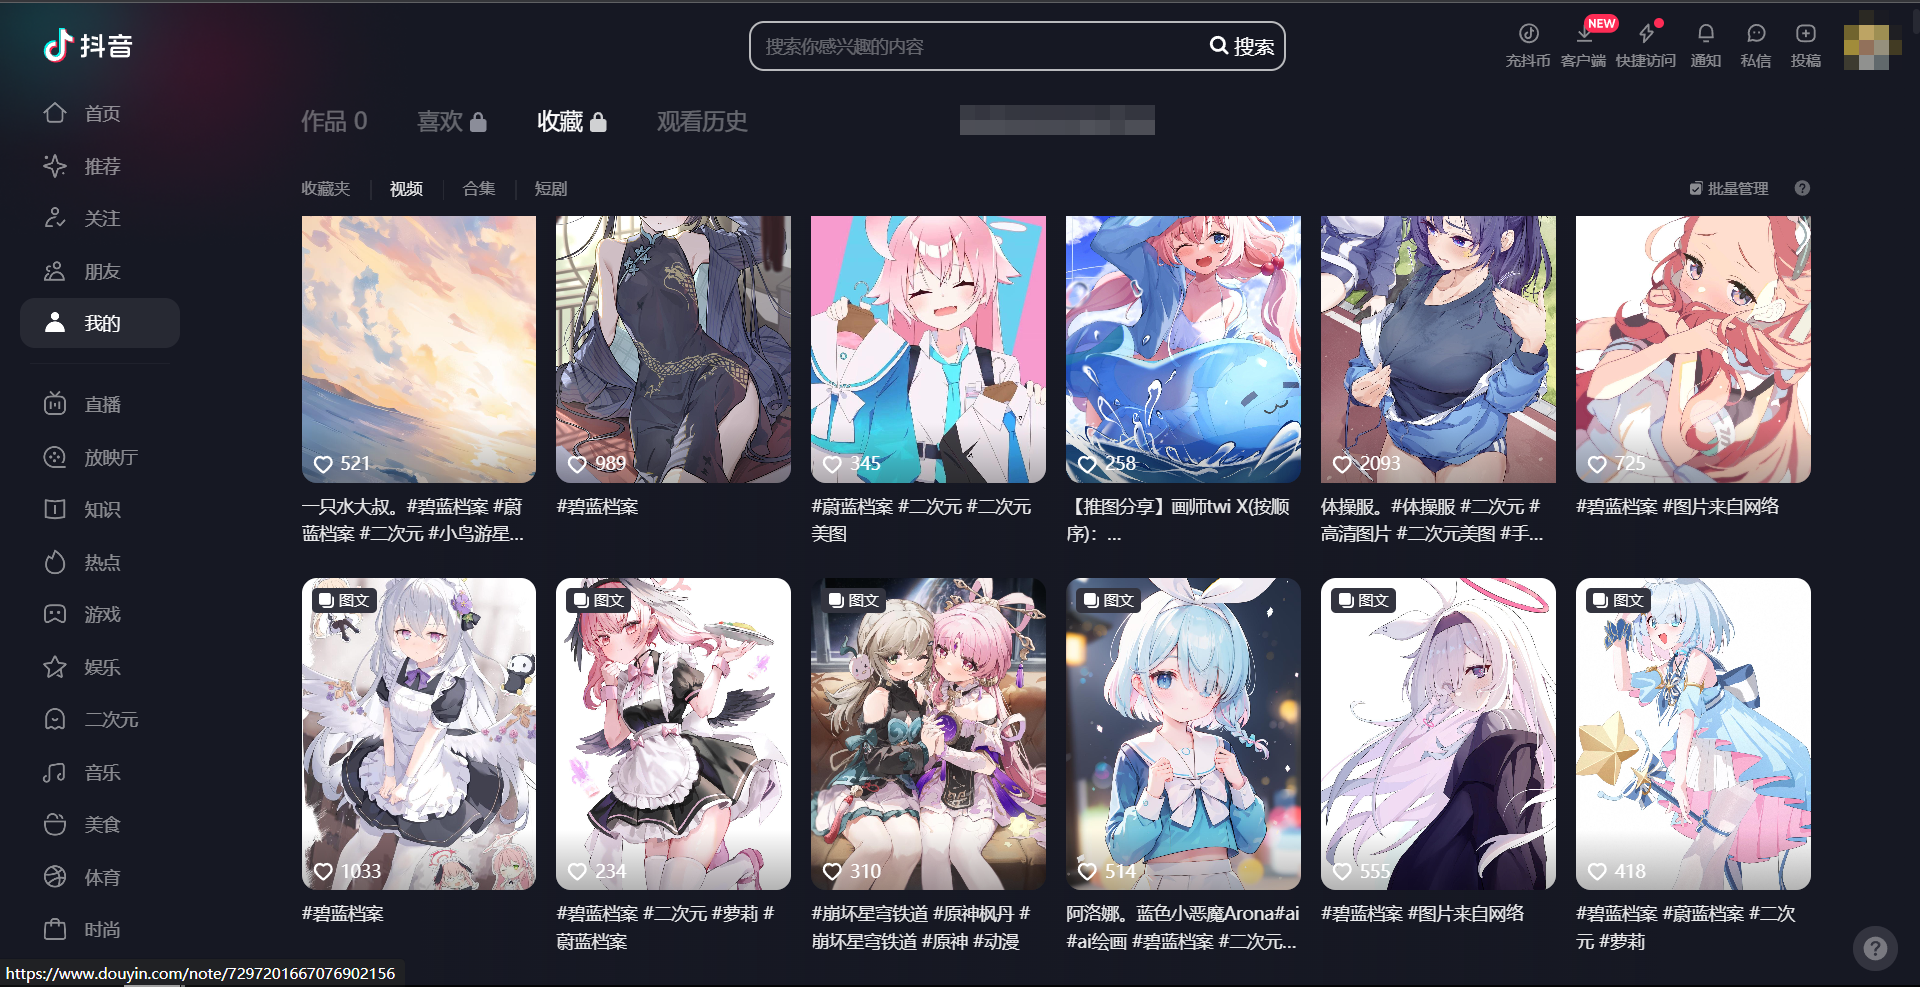 抖音
搜索你感兴趣的内容
搜索
充抖币
NEW
客户端
快捷访问
通知
私信
投稿
首页
推荐
关注
朋友
我的
直播
放映厅
知识
热点
游戏
娱乐
二次元
音乐
美食
体育
时尚
作品 0
喜欢
收藏
观看历史
收藏夹
视频
合集
短剧
批量管理
521
一只水大叔。#碧蓝档案 #蔚
蓝档案 #二次元 #小鸟游星...
989
#碧蓝档案
345
#蔚蓝档案 #二次元 #二次元
美图
258
【推图分享】画师twi X(按顺
序)：...
2093
体操服。#体操服 #二次元 #
高清图片 #二次元美图 #手...
725
#碧蓝档案 #图片来自网络
图文
1033
#碧蓝档案
图文
234
#碧蓝档案 #二次元 #萝莉 #
蔚蓝档案
图文
310
#崩坏星穹铁道 #原神枫丹 #
崩坏星穹铁道 #原神 #动漫
图文
514
阿洛娜。蓝色小恶魔Arona#ai
#ai绘画 #碧蓝档案 #二次元...
图文
555
#碧蓝档案 #图片来自网络
图文
418
#碧蓝档案 #蔚蓝档案 #二次
元 #萝莉
https://www.douyin.com/note/7297201667076902156